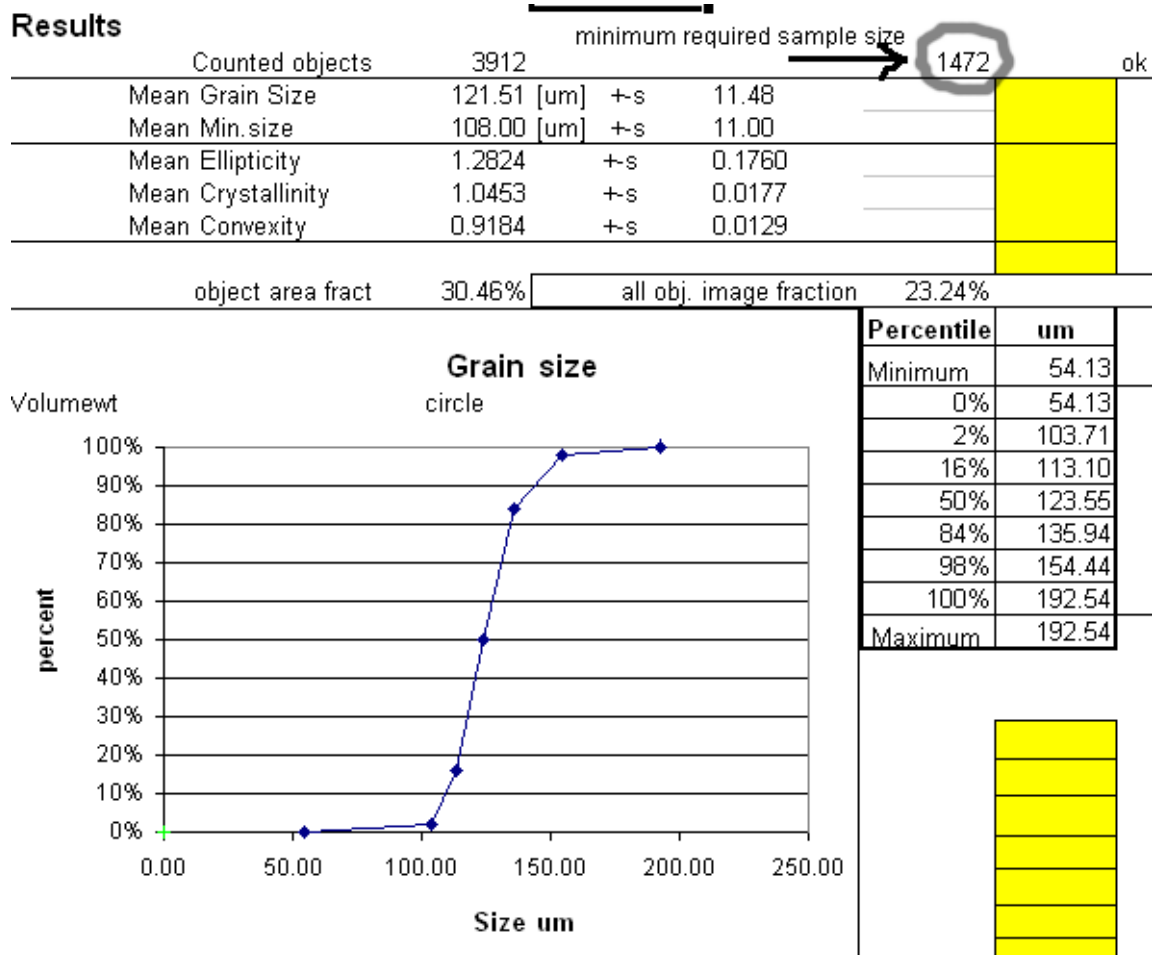 Results
minimum required sample size
Counted objects 3912 1472 ok
Mean Grain Size 121.51 [um] +-s 11.48
Mean Min.size 108.00 [um] +-s 11.00
Mean Ellipticity 1.2824 +-s 0.1760
Mean Crystallinity 1.0453 +-s 0.0177
Mean Convexity 0.9184 +-s 0.0129
object area fract 30.46% all obj. image fraction 23.24%
Percentile um
Minimum 54.13
0% 54.13
2% 103.71
16% 113.10
50% 123.55
84% 135.94
98% 154.44
100% 192.54
Maximum 192.54
Grain size
Volumewt circle
100%
90%
80%
70%
60%
50%
40%
30%
20%
10%
0%
percent
0.00 50.00 100.00 150.00 200.00 250.00
Size um